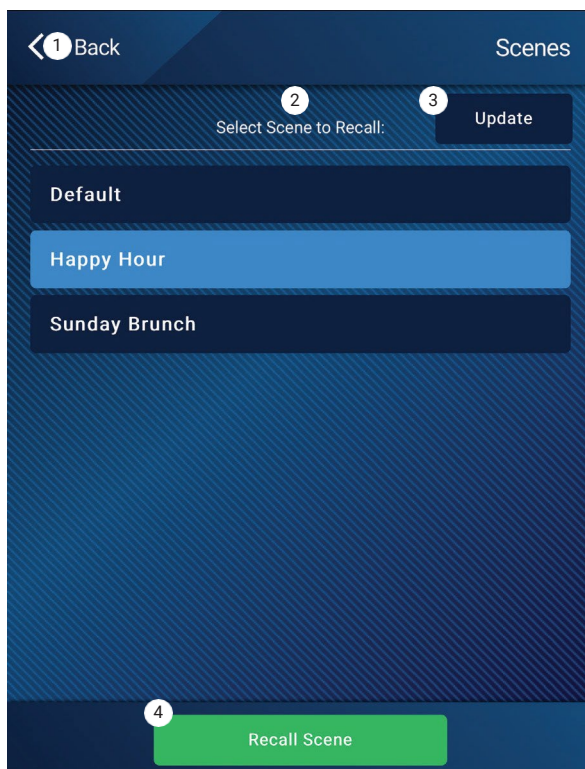 1 Back
Scenes
2
Select Scene to Recall:
3
Update
Default
Happy Hour
Sunday Brunch
4
Recall Scene